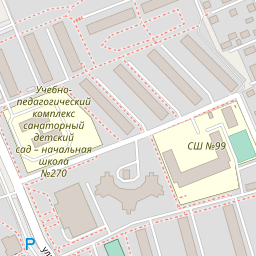 Учебно-
педагогический
комплекс
санаторный
детский
сад – начальная
школа
№270
СШ №99
P